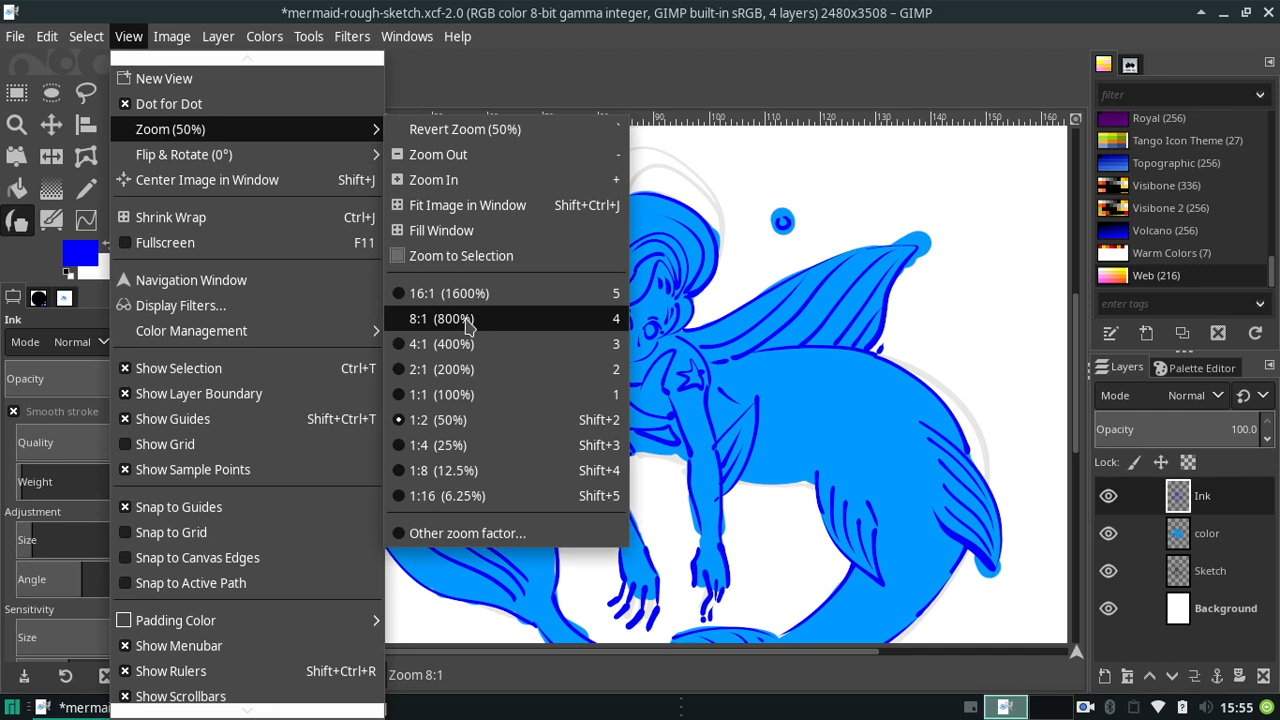 *mermaid-rough-sketch.xcf-2.0 (RGB color 8-bit gamma integer, GIMP built-in sRGB, 4 layers) 2480x3508 – GIMP
File Edit Select View Image Layer Colors Tools Filters Windows Help
New View
Dot for Dot
Zoom (50%)
Flip & Rotate (0°)
Center Image in Window Shift+J
Shrink Wrap Ctrl+J
Fullscreen F11
Navigation Window
Display Filters...
Color Management
Show Selection Ctrl+T
Show Layer Boundary
Show Guides Shift+Ctrl+T
Show Grid
Show Sample Points
Snap to Guides
Snap to Grid
Snap to Canvas Edges
Snap to Active Path
Padding Color
Show Menubar
Show Rulers Shift+Ctrl+R
Show Scrollbars
Revert Zoom (50%) `
Zoom Out -
Zoom In +
Fit Image in Window Shift+Ctrl+J
Fill Window
Zoom to Selection
16:1 (1600%) 5
8:1 (800%) 4
4:1 (400%) 3
2:1 (200%) 2
1:1 (100%) 1
1:2 (50%) Shift+2
1:4 (25%) Shift+3
1:8 (12.5%) Shift+4
1:16 (6.25%) Shift+5
Other zoom factor...
Ink
Mode Normal
Opacity
Smooth stroke
Quality
Weight
Adjustment
Size
Angle
Sensitivity
Size
90 100 110 120 130 140 150 160
Zoom 8:1
filter
Royal (256)
Tango Icon Theme (27)
Topographic (256)
Visibone (336)
Visibone 2 (216)
Volcano (256)
Warm Colors (7)
Web (216)
enter tags
Layers Palette Editor
Mode Normal
Opacity 100.0
Lock:
Ink
color
Sketch
Background
*mermai
15:55